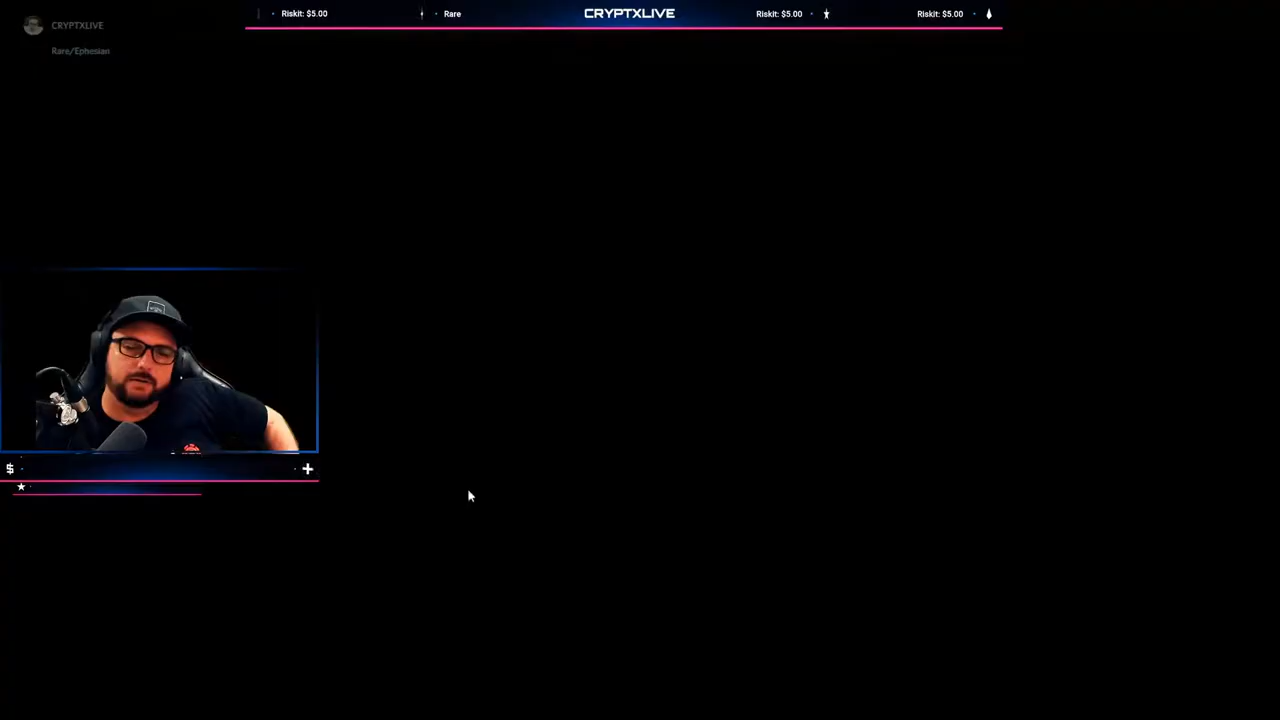 CRYPTXLIVE
Rare/Ephesian
Riskit: $5.00
Rare
CRYPTXLIVE
Riskit: $5.00
Riskit: $5.00
$